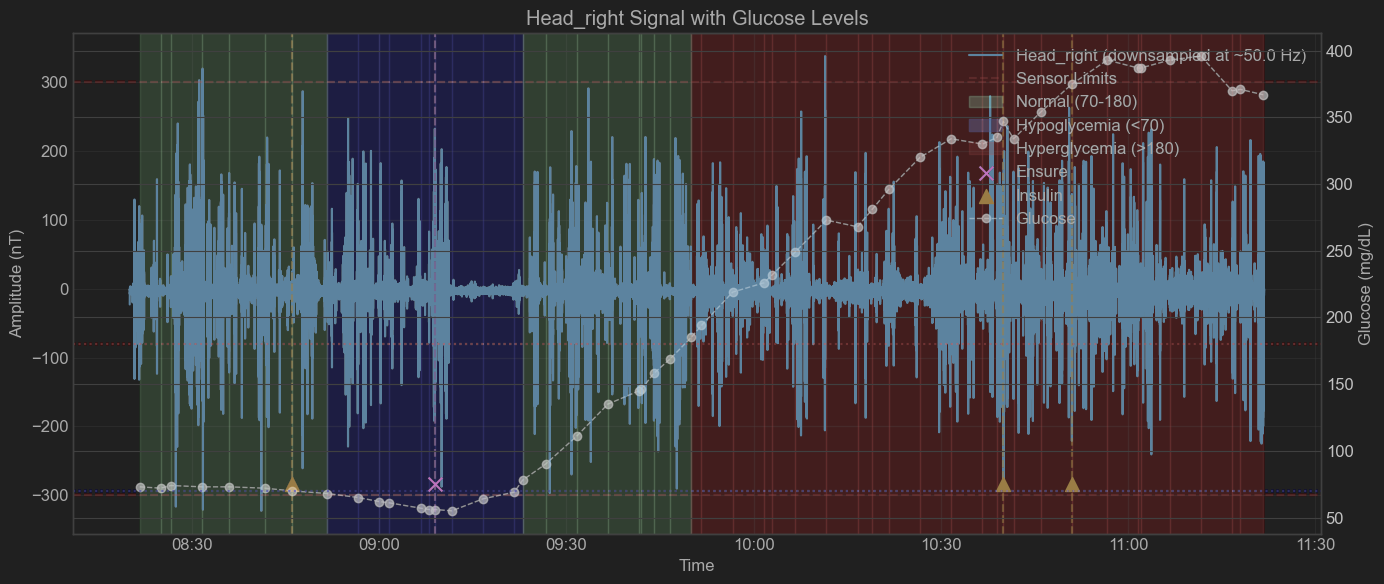 Head_right Signal with Glucose Levels
Head_right (downsampled at ~50.0 Hz)
Sensor Limits
Normal (70-180)
Hypoglycemia (<70)
Hyperglycemia (>180)
Ensure
Insulin
Glucose
Amplitude (nT)
300
200
100
0
−100
−200
−300
400
350
300
250
200
150
100
50
Glucose (mg/dL)
08:30
09:00
09:30
10:00
10:30
11:00
11:30
Time